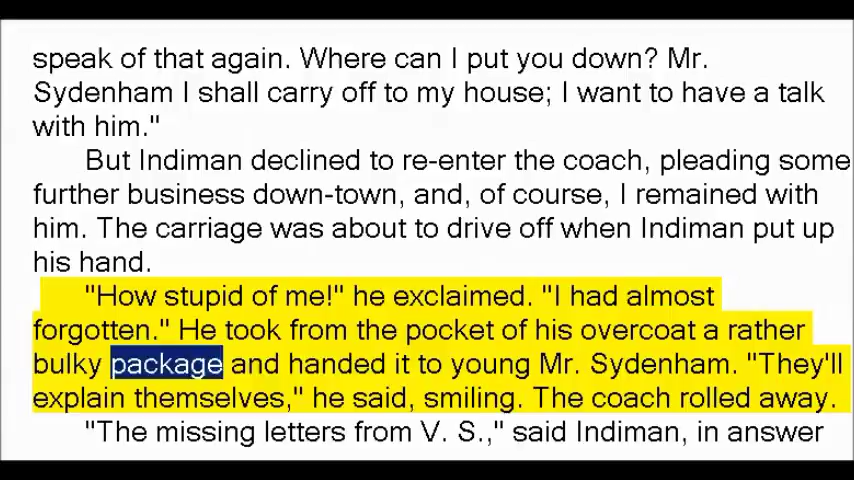 speak of that again. Where can I put you down? Mr.
Sydenham I shall carry off to my house; I want to have a talk
with him."
But Indiman declined to re-enter the coach, pleading some
further business down-town, and, of course, I remained with
him. The carriage was about to drive off when Indiman put up
his hand.
"How stupid of me!" he exclaimed. "I had almost
forgotten." He took from the pocket of his overcoat a rather
bulky package and handed it to young Mr. Sydenham. "They'll
explain themselves," he said, smiling. The coach rolled away.
"The missing letters from V. S.," said Indiman, in answer